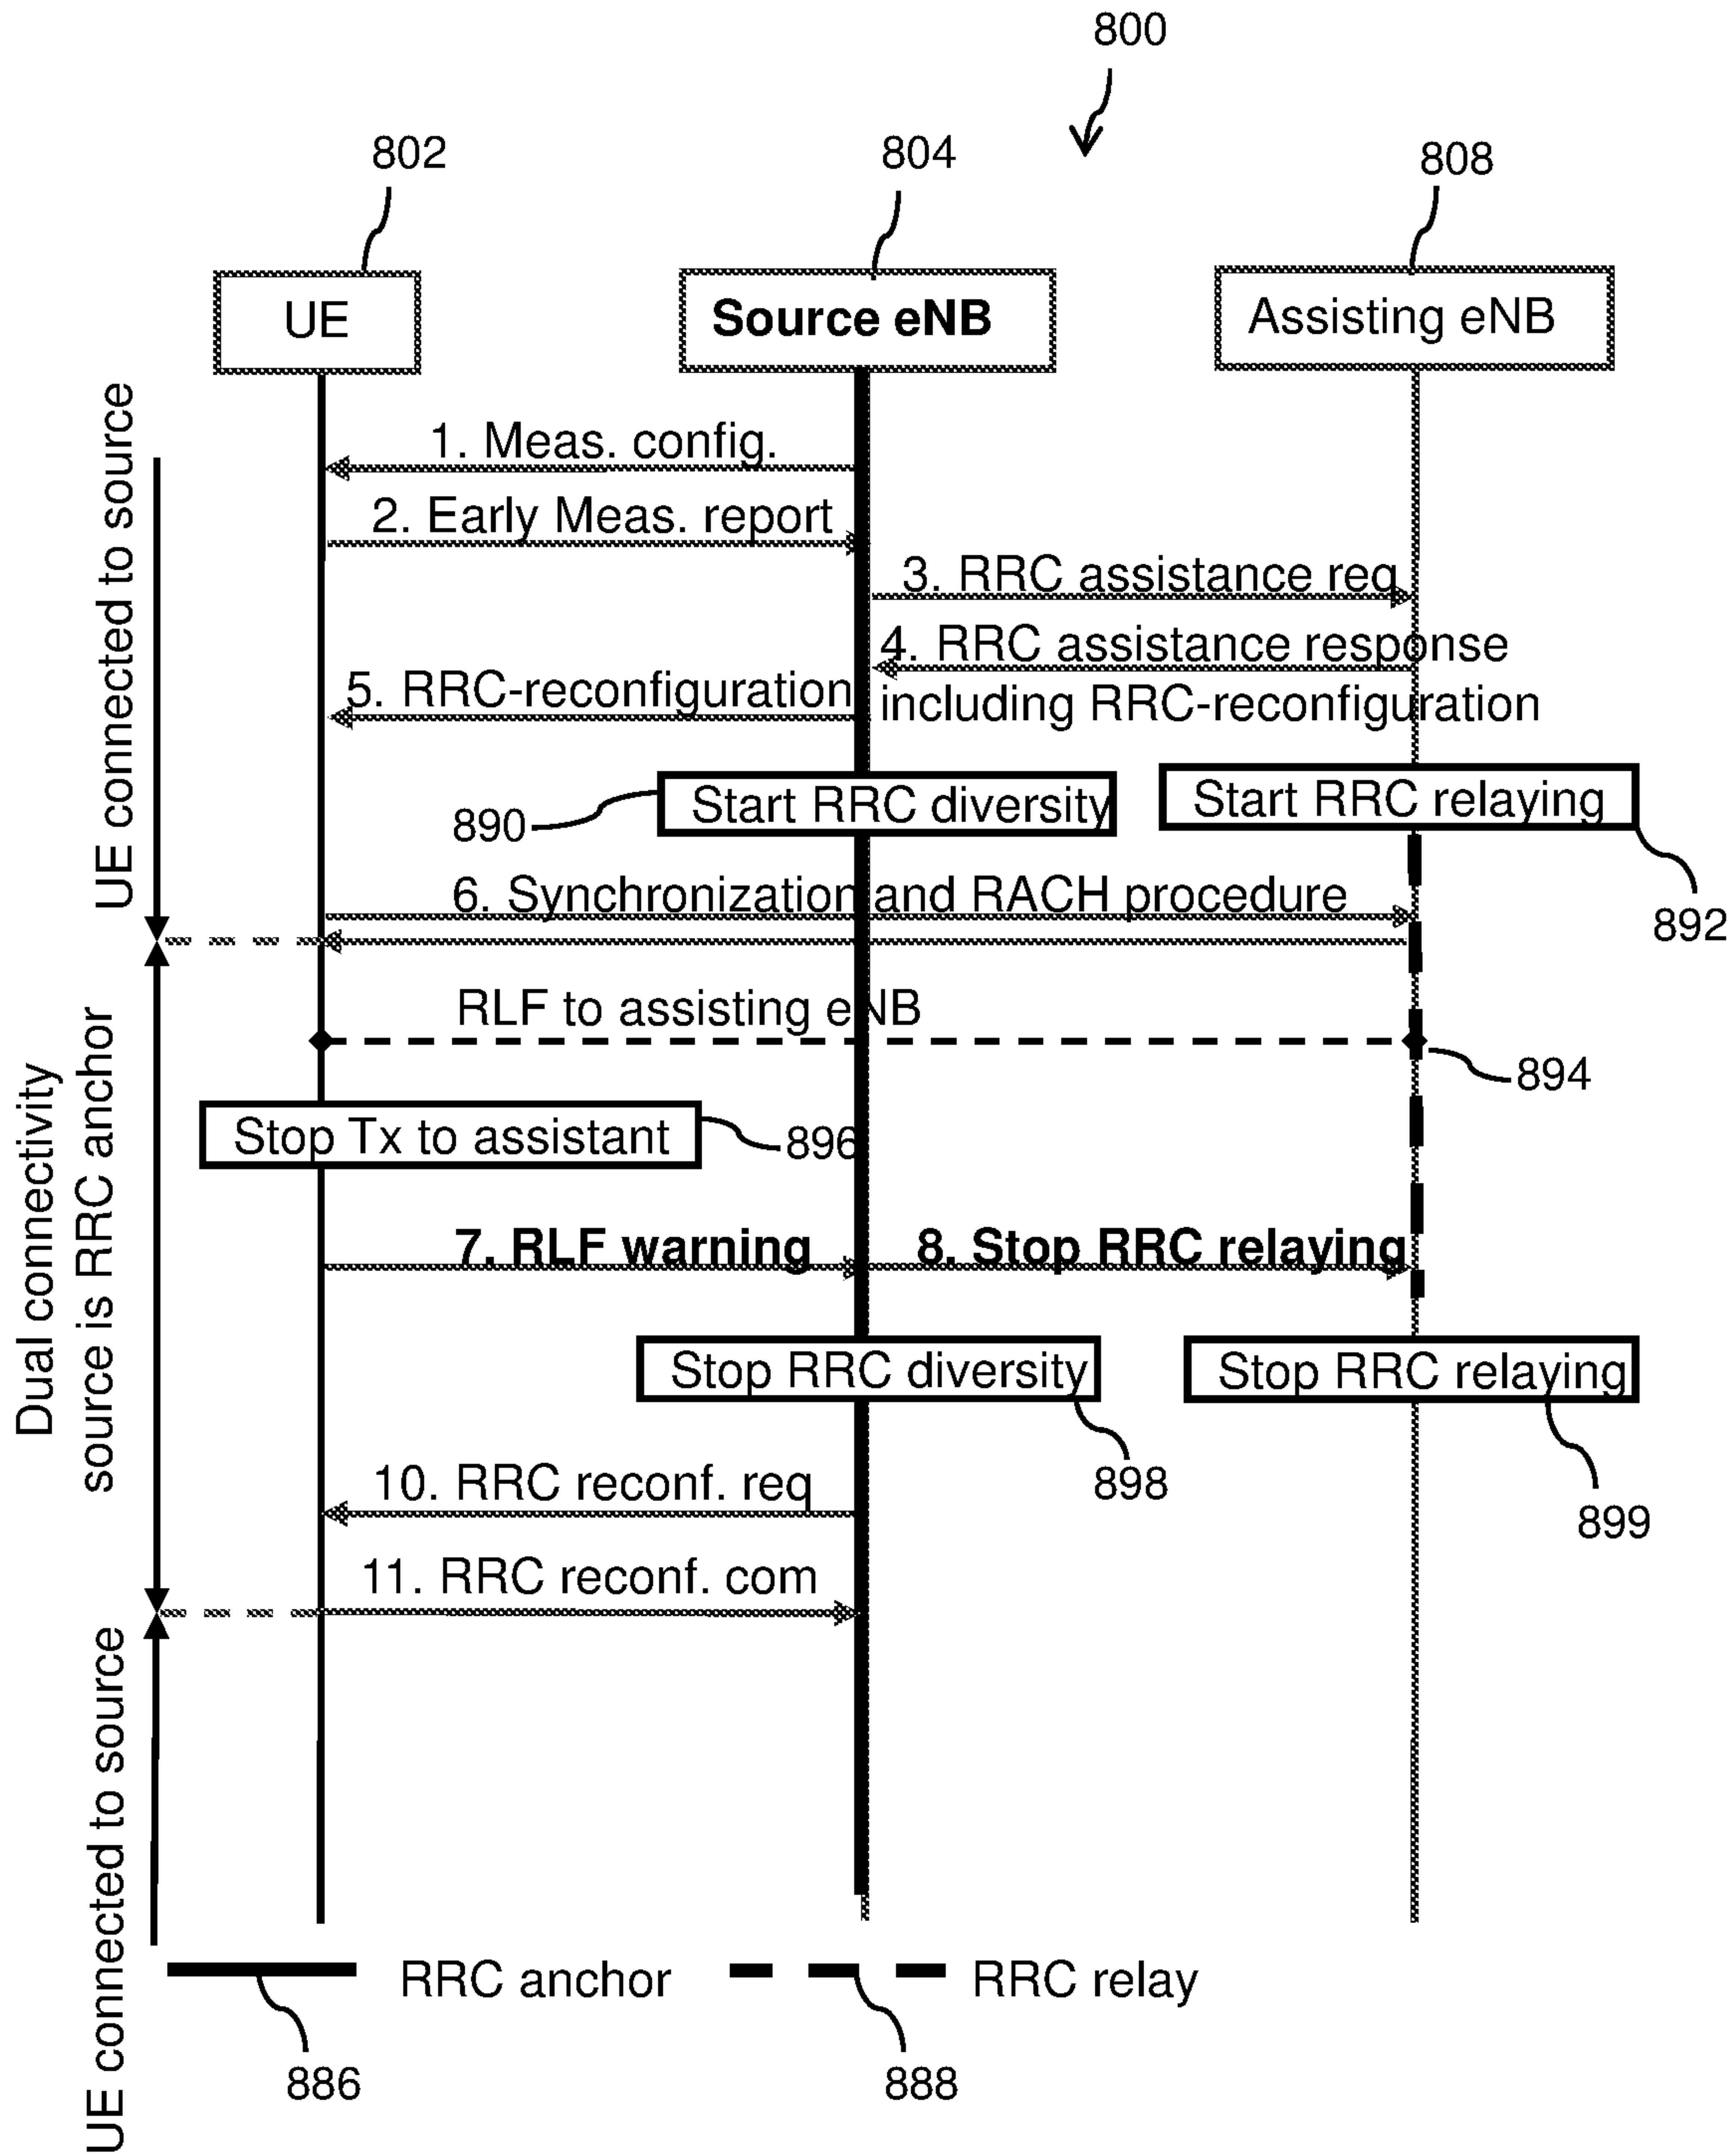 800
802
804
808
UE
Source eNB
Assisting eNB
UE connected to source
1. Meas. config.
2. Early Meas. report
3. RRC assistance req
4. RRC assistance response
including RRC-reconfiguration
5. RRC-reconfiguration
Start RRC diversity
890
Start RRC relaying
892
6. Synchronization and RACH procedure
Dual connectivity
source is RRC anchor
RLF to assisting eNB
894
Stop Tx to assistant
896
7. RLF warning
8. Stop RRC relaying
Stop RRC diversity
898
Stop RRC relaying
899
10. RRC reconf. req
11. RRC reconf. com
UE connected to source
RRC anchor
RRC relay
886
888